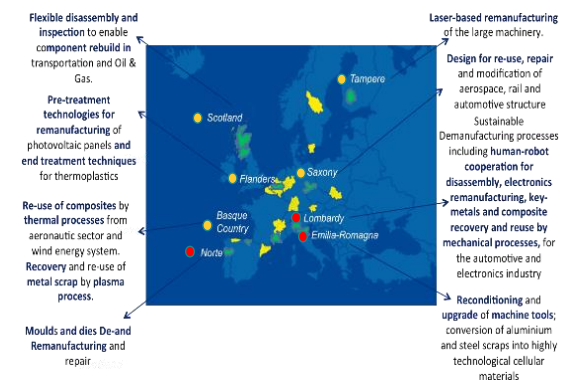 Flexible disassembly and
inspection to enable
component rebuild in
transportation and Oil &
Gas.
Pre-treatment
technologies for
remanufacturing of
photovoltaic panels and
end treatment techniques
for thermoplastics
Re-use of composites by
thermal processes from
aeronautic sector and
wind energy system.
Recovery and re-use of
metal scrap by plasma
process.
Moulds and dies De-and
Remanufacturing and
repair
Tampere
Scotland
Flanders
Saxony
Basque
Country
Lombardy
Emilia-Romagna
Norte
Laser-based remanufacturing
of the large machinery.
Design for re-use, repair
and modification of
aerospace, rail and
automotive structure
Sustainable
Demanufacturing processes
including human-robot
cooperation for
disassembly, electronics
remanufacturing, key-
metals and composite
recovery and reuse by
mechanical processes, for
the automotive and
electronics industry
Reconditioning and
upgrade of machine tools;
conversion of aluminium
and steel scraps into highly
technological cellular
materials